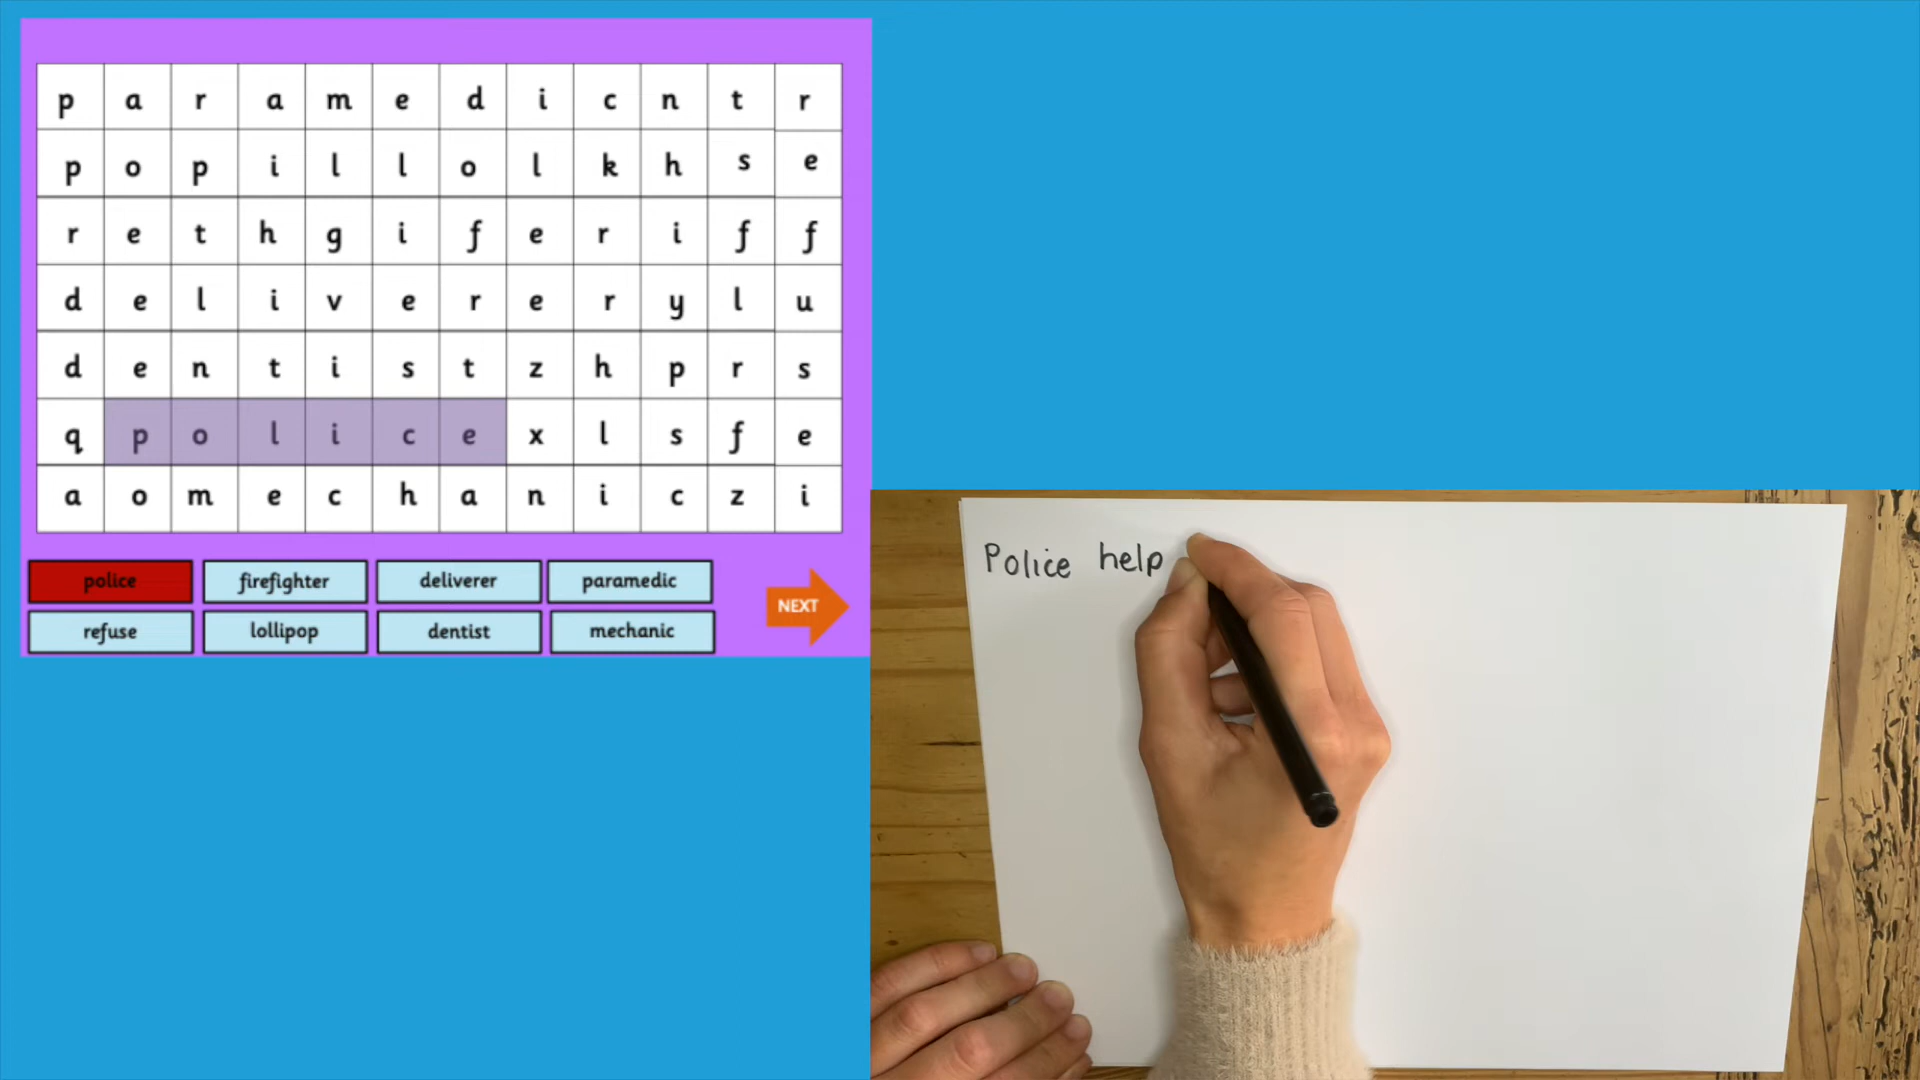 p a r a m e d i c n t r
p o p i l l o l k h s e
r e t h g i f e r i f f
d e l i v e r e r y l u
d e n t i s t z h p r s
q p o l i c e x l s f e
a o m e c h a n i c z i
police firefighter deliverer paramedic
refuse lollipop dentist mechanic
NEXT
Police help